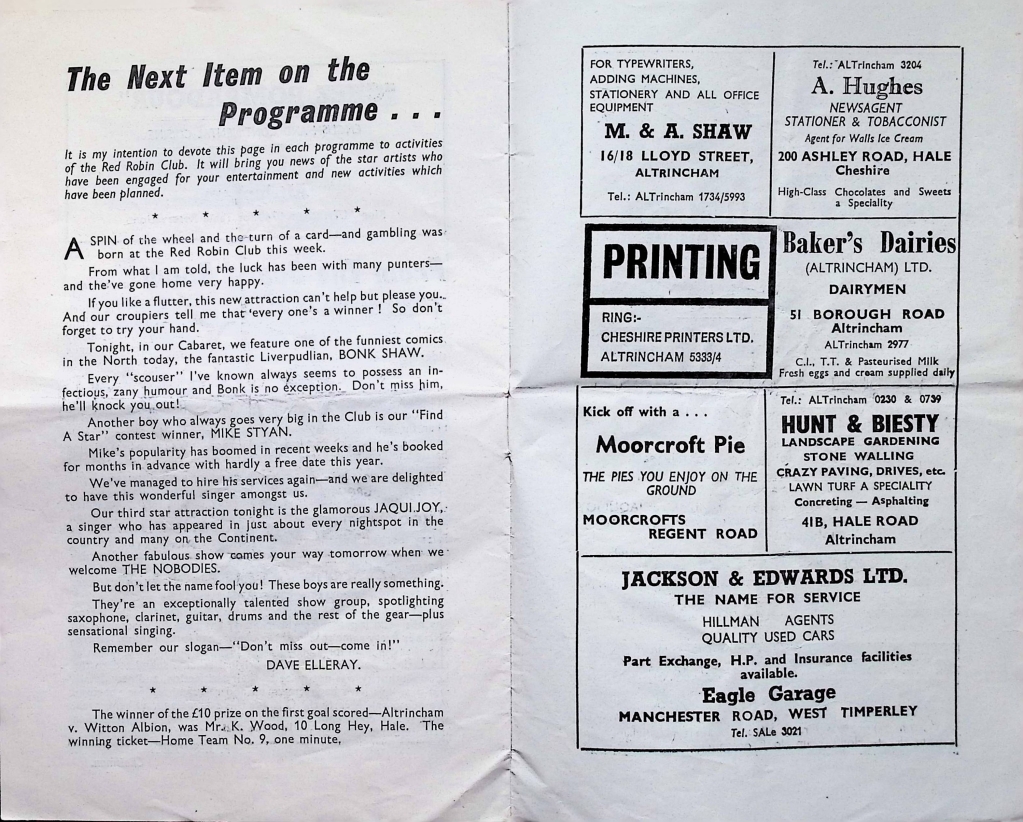 The Next Item on the
Programme . . .
It is my intention to devote this page in each programme to activities
of the Red Robin Club. It will bring you news of the star artists who
have been engaged for your entertainment and new activities which
have been planned.
★ ★ ★ ★ ★
A SPIN of the wheel and the turn of a card—and gambling was
born at the Red Robin Club this week.
From what I am told, the luck has been with many punters—
and the've gone home very happy.
If you like a flutter, this new attraction can't help but please you.
And our croupiers tell me that 'every one's a winner ! So don't
forget to try your hand.
Tonight, in our Cabaret, we feature one of the funniest comics
in the North today, the fantastic Liverpudlian, BONK SHAW.
Every "scouser" I've known always seems to possess an in-
fectious, zany humour and Bonk is no exception. Don't miss him,
he'll knock you out!
Another boy who always goes very big in the Club is our "Find
A Star" contest winner, MIKE STYAN.
Mike's popularity has boomed in recent weeks and he's booked
for months in advance with hardly a free date this year.
We've managed to hire his services again—and we are delighted
to have this wonderful singer amongst us.
Our third star attraction tonight is the glamorous JAQUI JOY,
a singer who has appeared in just about every nightspot in the
country and many on the Continent.
Another fabulous show comes your way tomorrow when we
welcome THE NOBODIES.
But don't let the name fool you! These boys are really something.
They're an exceptionally talented show group, spotlighting
saxophone, clarinet, guitar, drums and the rest of the gear—plus
sensational singing.
Remember our slogan—"Don't miss out—come in!"
DAVE ELLERAY.
★ ★ ★ ★ ★
The winner of the £10 prize on the first goal scored—Altrincham
v. Witton Albion, was Mr. K. Wood, 10 Long Hey, Hale. The
winning ticket—Home Team No. 9, one minute,
FOR TYPEWRITERS,
ADDING MACHINES,
STATIONERY AND ALL OFFICE
EQUIPMENT
M. & A. SHAW
16/18 LLOYD STREET,
ALTRINCHAM
Tel.: ALTrincham 1734/5993
Tel.: ALTrincham 3204
A. Hughes
NEWSAGENT
STATIONER & TOBACCONIST
Agent for Walls Ice Cream
200 ASHLEY ROAD, HALE
Cheshire
High-Class Chocolates and Sweets
a Speciality
PRINTING
RING:-
CHESHIRE PRINTERS LTD.
ALTRINCHAM 5333/4
Baker's Dairies
(ALTRINCHAM) LTD.
DAIRYMEN
51 BOROUGH ROAD
Altrincham
ALTrincham 2977
C.I., T.T. & Pasteurised Milk
Fresh eggs and cream supplied daily
Kick off with a . . .
Moorcroft Pie
THE PIES YOU ENJOY ON THE
GROUND
MOORCROFTS
REGENT ROAD
Tel.: ALTrincham 0230 & 0739
HUNT & BIESTY
LANDSCAPE GARDENING
STONE WALLING
CRAZY PAVING, DRIVES, etc.
LAWN TURF A SPECIALITY
Concreting — Asphalting
41B, HALE ROAD
Altrincham
JACKSON & EDWARDS LTD.
THE NAME FOR SERVICE
HILLMAN AGENTS
QUALITY USED CARS
Part Exchange, H.P. and Insurance facilities
available.
Eagle Garage
MANCHESTER ROAD, WEST TIMPERLEY
Tel. SALe 3021